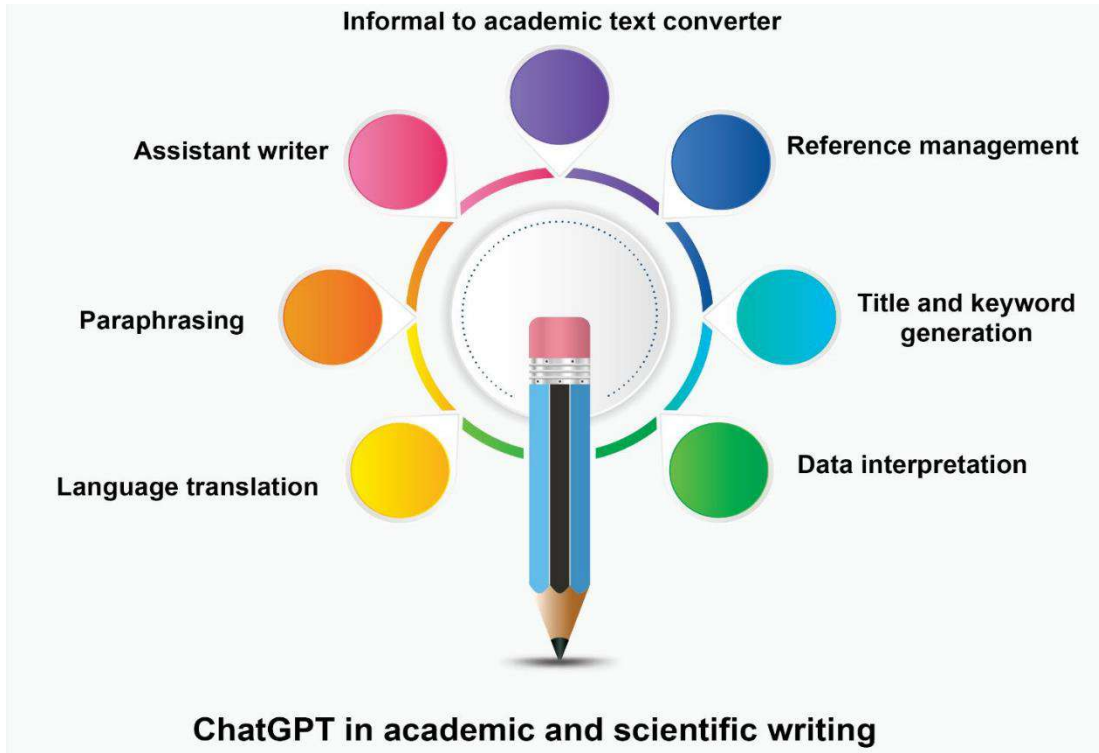 Informal to academic text converter
Assistant writer
Reference management
Paraphrasing
Title and keyword
generation
Language translation
Data interpretation
ChatGPT in academic and scientific writing